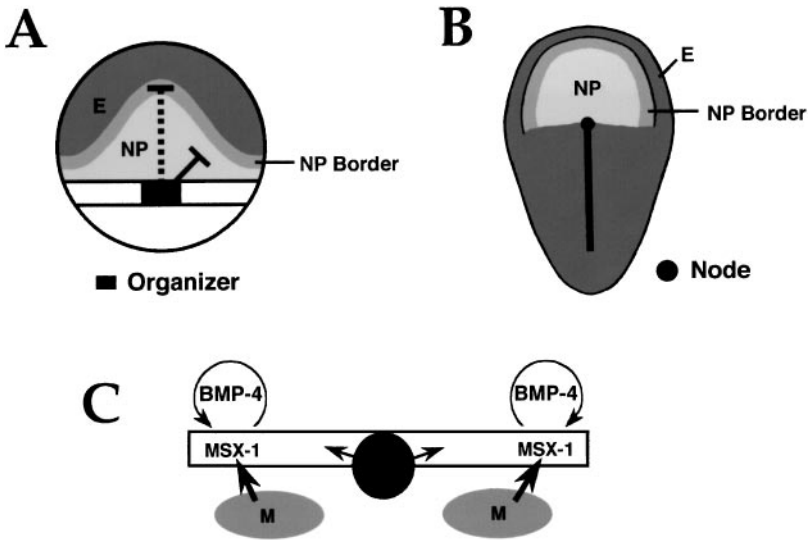 A
E
NP
NP Border
Organizer
B
E
NP
NP Border
Node
C
BMP-4
BMP-4
MSX-1
MSX-1
M
M